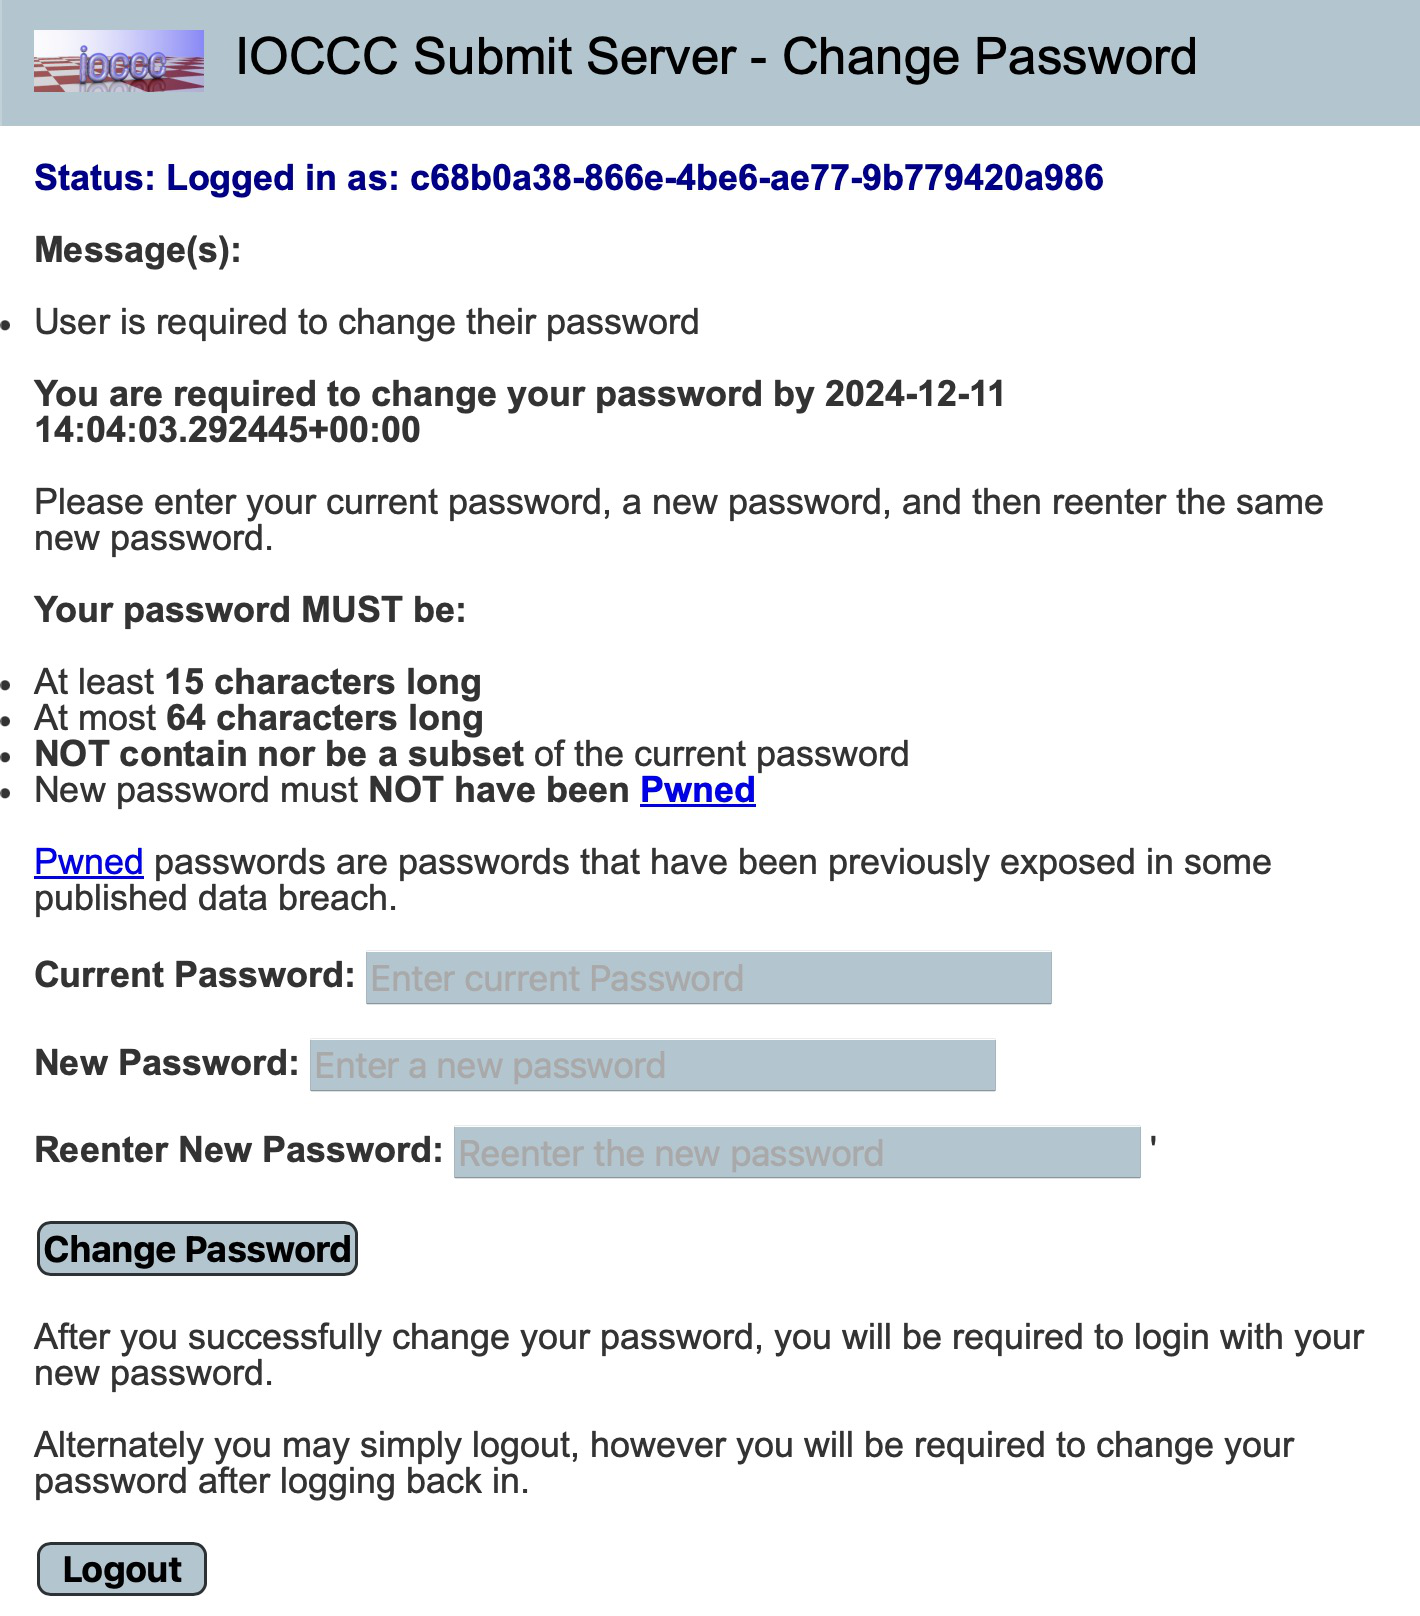 ioccc
IOCCC Submit Server - Change Password
Status: Logged in as: c68b0a38-866e-4be6-ae77-9b779420a986
Message(s):
• User is required to change their password
You are required to change your password by 2024-12-11
14:04:03.292445+00:00
Please enter your current password, a new password, and then reenter the same
new password.
Your password MUST be:
• At least 15 characters long
• At most 64 characters long
• NOT contain nor be a subset of the current password
• New password must NOT have been Pwned
Pwned passwords are passwords that have been previously exposed in some
published data breach.
Current Password: Enter current Password
New Password: Enter a new password
Reenter New Password: Reenter the new password '
Change Password
After you successfully change your password, you will be required to login with your
new password.
Alternately you may simply logout, however you will be required to change your
password after logging back in.
Logout